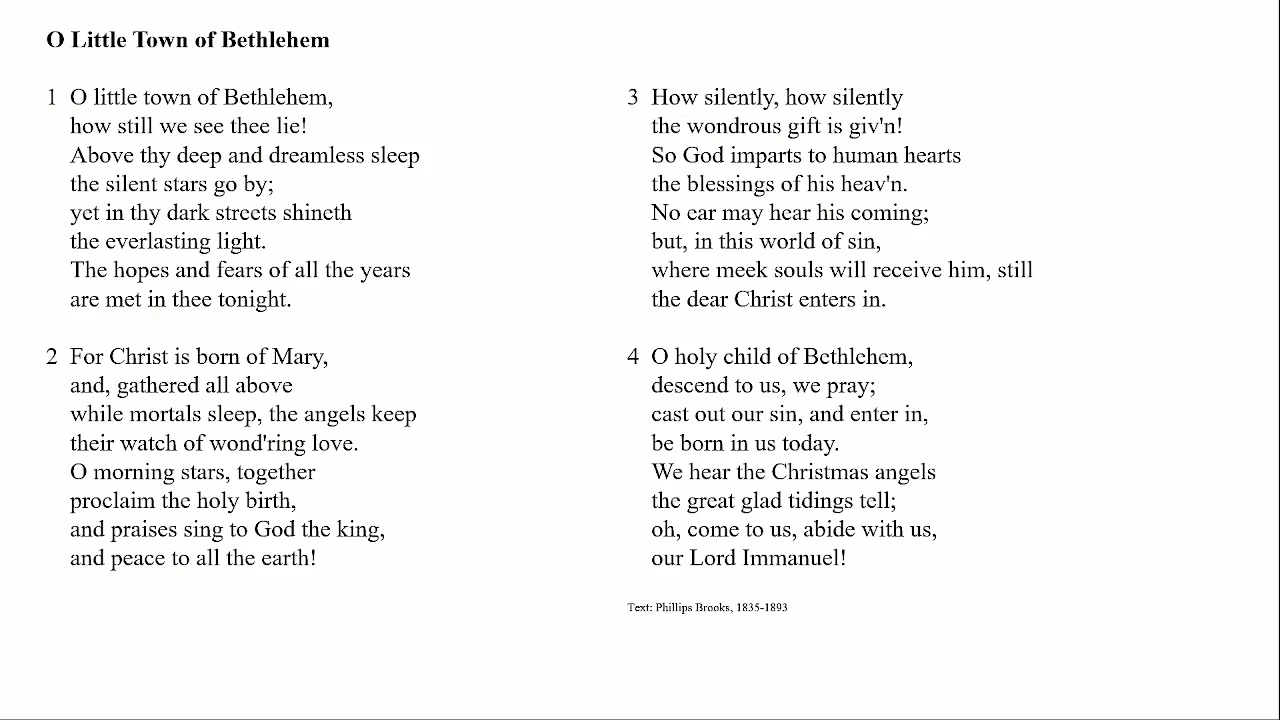 O Little Town of Bethlehem
1 O little town of Bethlehem,
how still we see thee lie!
Above thy deep and dreamless sleep
the silent stars go by;
yet in thy dark streets shineth
the everlasting light.
The hopes and fears of all the years
are met in thee tonight.
2 For Christ is born of Mary,
and, gathered all above
while mortals sleep, the angels keep
their watch of wond'ring love.
O morning stars, together
proclaim the holy birth,
and praises sing to God the king,
and peace to all the earth!
3 How silently, how silently
the wondrous gift is giv'n!
So God imparts to human hearts
the blessings of his heav'n.
No ear may hear his coming;
but, in this world of sin,
where meek souls will receive him, still
the dear Christ enters in.
4 O holy child of Bethlehem,
descend to us, we pray;
cast out our sin, and enter in,
be born in us today.
We hear the Christmas angels
the great glad tidings tell;
oh, come to us, abide with us,
our Lord Immanuel!
Text: Phillips Brooks, 1835-1893